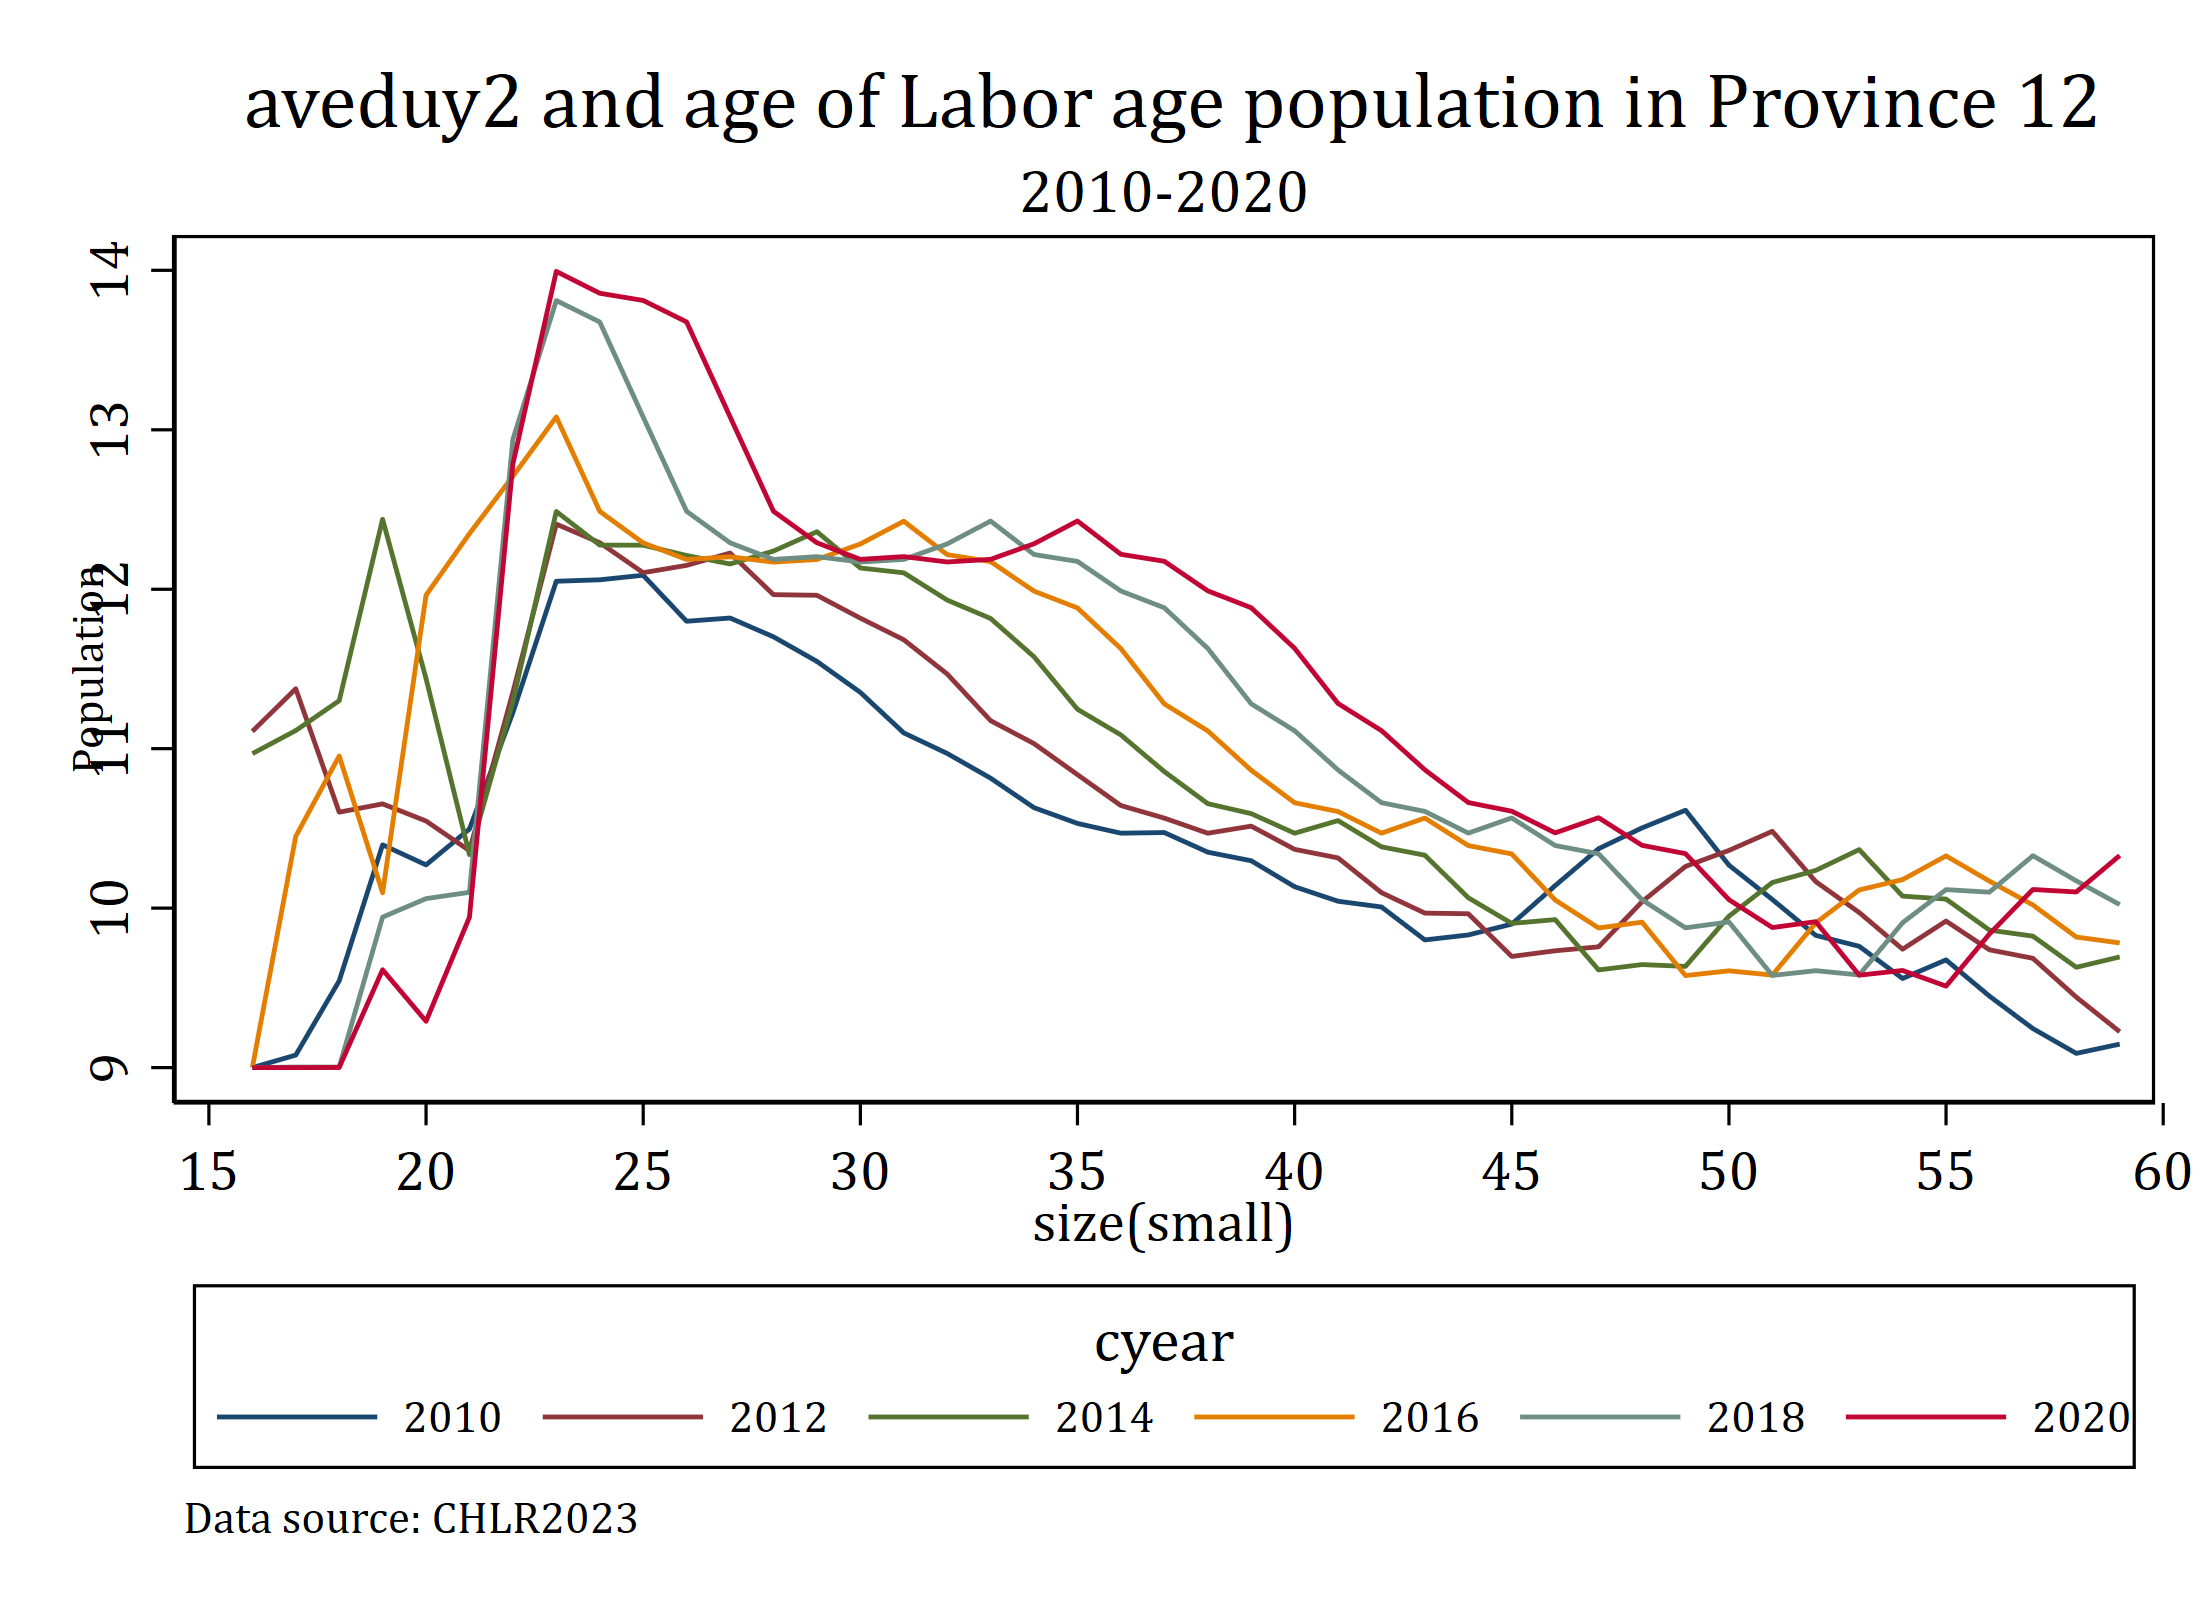 aveduy2 and age of Labor age population in Province 12
2010-2020
Population
14
13
12
11
10
9
15 20 25 30 35 40 45 50 55 60
size(small)
cyear
2010 2012 2014 2016 2018 2020
Data source: CHLR2023